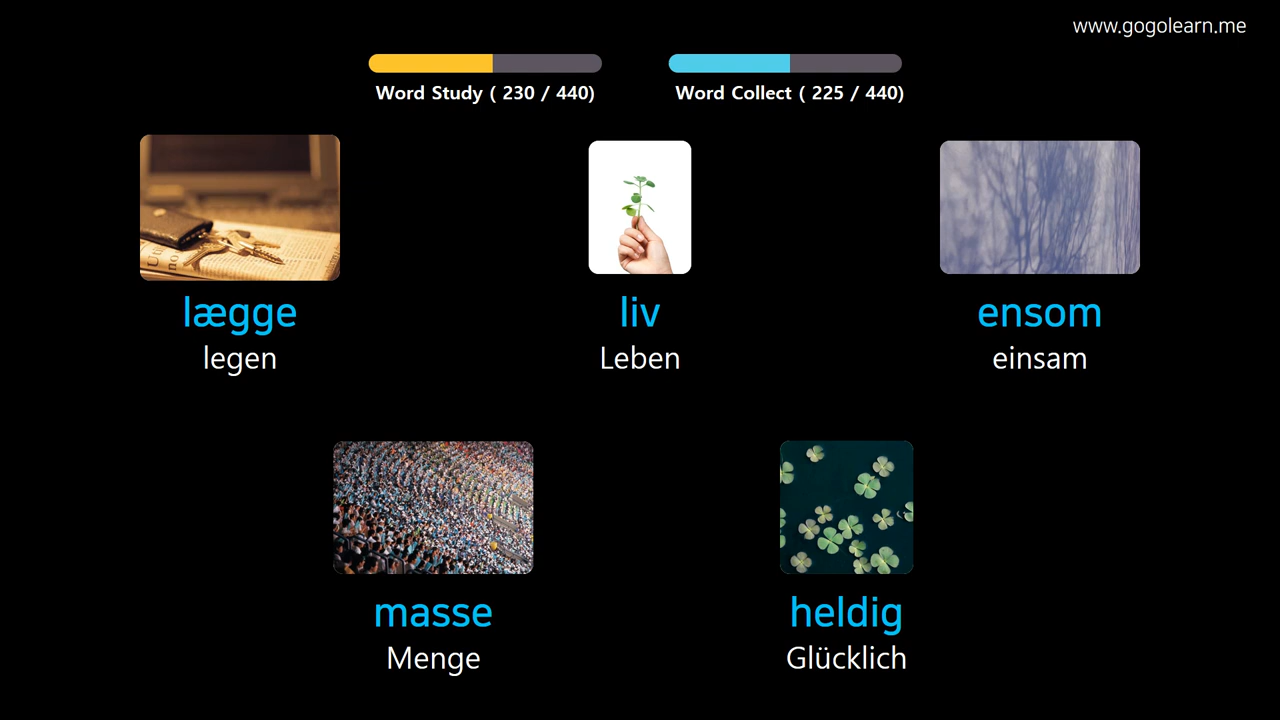 www.gogolearn.me
Word Study ( 230 / 440)
Word Collect ( 225 / 440)
lægge
legen
liv
Leben
ensom
einsam
masse
Menge
heldig
Glücklich